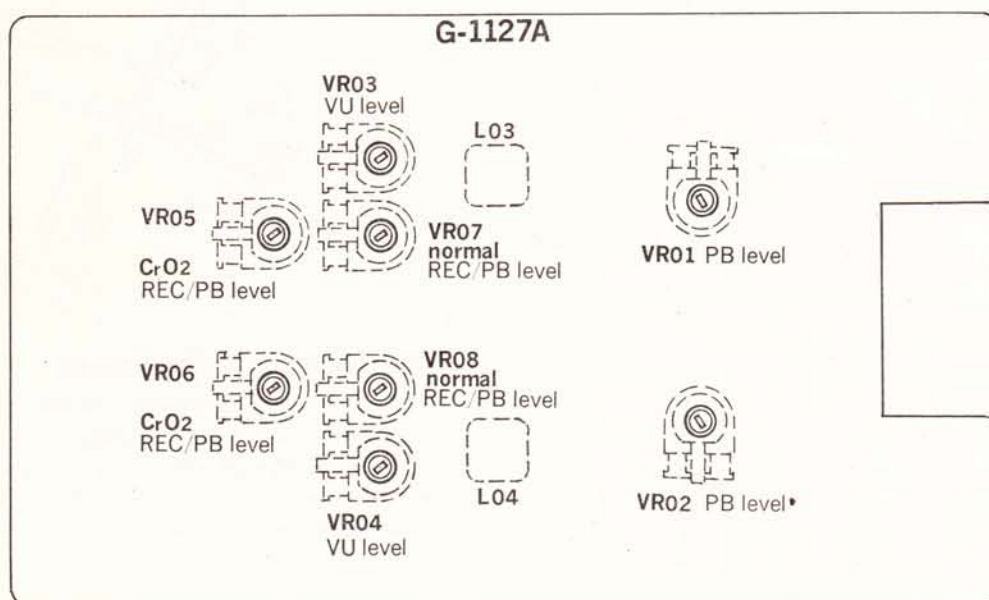 G-1127A
VR03
VU level
L03
VR05
CrO2
REC/PB level
VR07
normal
REC/PB level
VR01 PB level
VR06
CrO2
REC/PB level
VR08
normal
REC/PB level
L04
VR02 PB level
VR04
VU level